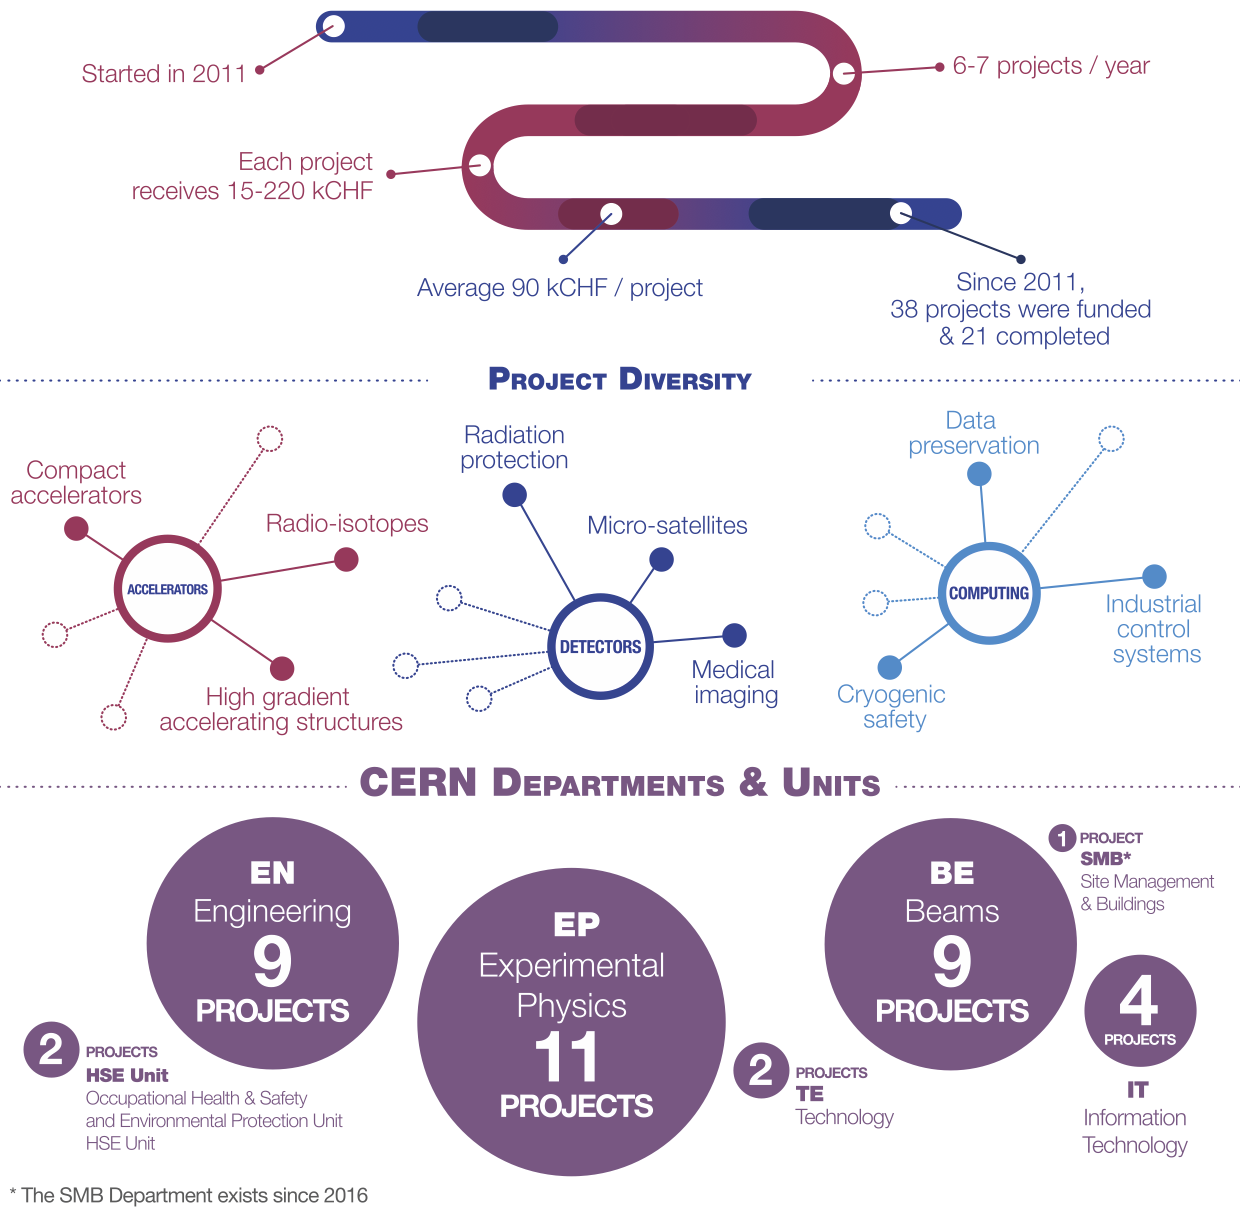 Started in 2011
6-7 projects / year
Each project
receives 15-220 kCHF
Average 90 kCHF / project
Since 2011,
38 projects were funded
& 21 completed
PROJECT DIVERSITY
Compact
accelerators
Radio-isotopes
ACCELERATORS
High gradient
accelerating structures
Radiation
protection
Micro-satellites
DETECTORS
Medical
imaging
Data
preservation
COMPUTING
Industrial
control
systems
Cryogenic
safety
CERN DEPARTMENTS & UNITS
EN
Engineering
9
PROJECTS
2 PROJECTS
HSE Unit
Occupational Health & Safety
and Environmental Protection Unit
HSE Unit
EP
Experimental
Physics
11
PROJECTS
2 PROJECTS
TE
Technology
BE
Beams
9
PROJECTS
1 PROJECT
SMB*
Site Management
& Buildings
4
PROJECTS
IT
Information
Technology
* The SMB Department exists since 2016